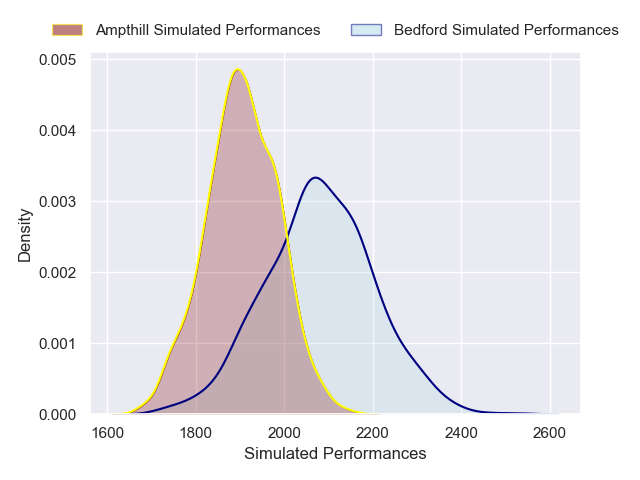 Ampthill Simulated Performances Bedford Simulated Performances
0.005
0.004
0.003
0.002
0.001
0.000
Density
1600 1800 2000 2200 2400 2600
Simulated Performances